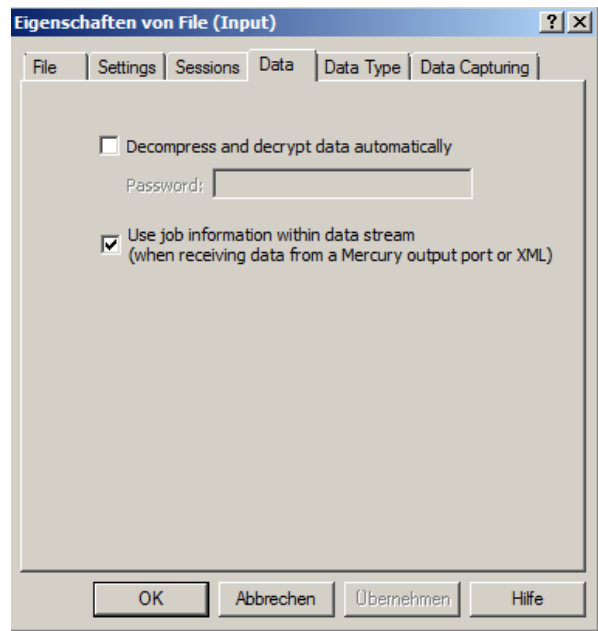 Eigenschaften von File (Input)
File Settings Sessions Data Data Type Data Capturing
Decompress and decrypt data automatically
Password:
Use job information within data stream
(when receiving data from a Mercury output port or XML)
OK Abbrechen Übernehmen Hilfe